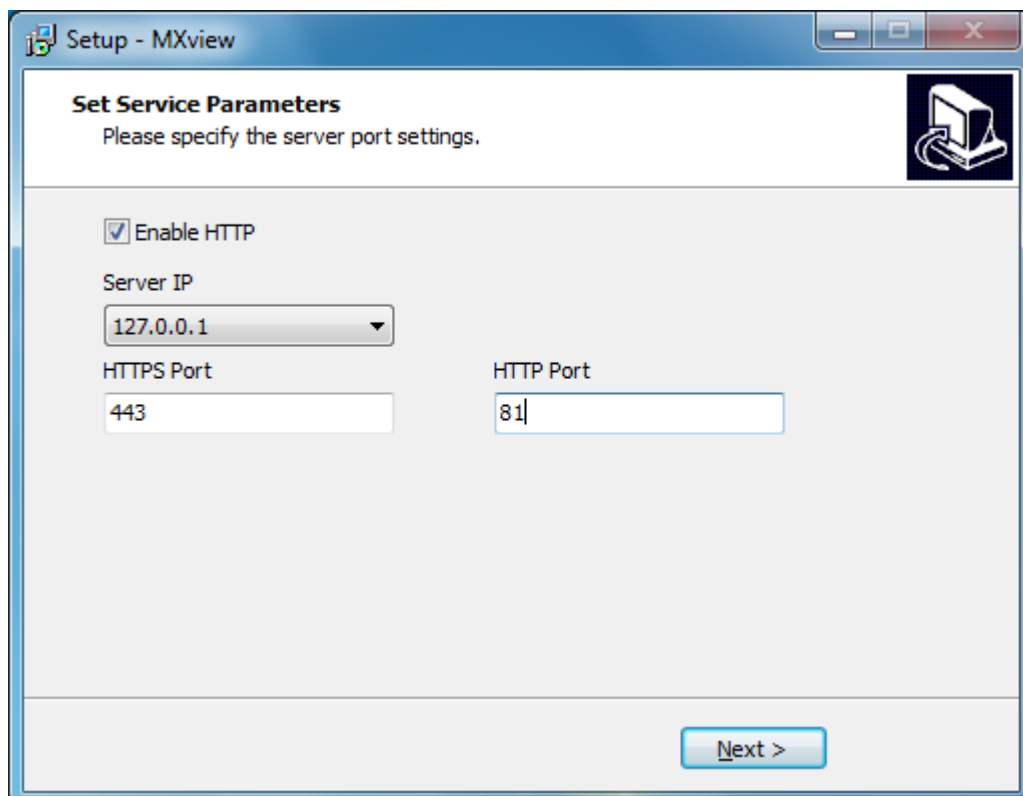 Setup - MXview
Set Service Parameters
Please specify the server port settings.
Enable HTTP
Server IP
127.0.0.1
HTTPS Port HTTP Port
443 81
Next >